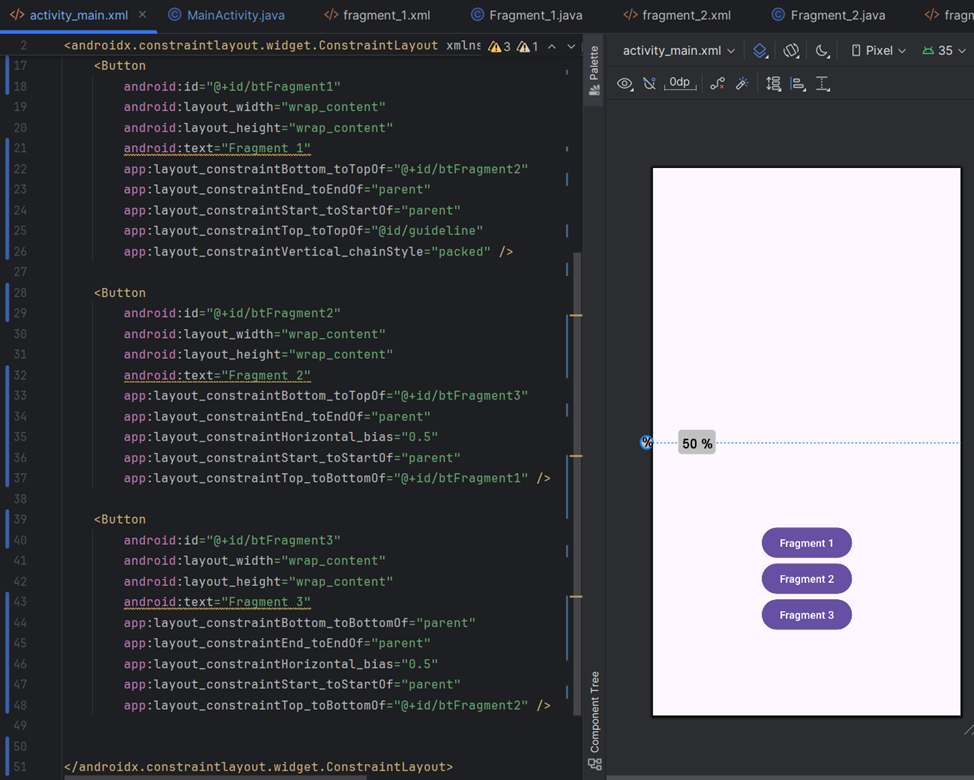 activity_main.xml MainActivity.java fragment_1.xml Fragment_1.java fragment_2.xml Fragment_2.java fragm
2 <androidx.constraintlayout.widget.ConstraintLayout xmlns 3 1
17 <Button
18 android:id="@+id/btFragment1"
19 android:layout_width="wrap_content"
20 android:layout_height="wrap_content"
21 android:text="Fragment 1"
22 app:layout_constraintBottom_toTopOf="@+id/btFragment2"
23 app:layout_constraintEnd_toEndOf="parent"
24 app:layout_constraintStart_toStartOf="parent"
25 app:layout_constraintTop_toTopOf="@id/guideline"
26 app:layout_constraintVertical_chainStyle="packed" />
27
28 <Button
29 android:id="@+id/btFragment2"
30 android:layout_width="wrap_content"
31 android:layout_height="wrap_content"
32 android:text="Fragment 2"
33 app:layout_constraintBottom_toTopOf="@+id/btFragment3"
34 app:layout_constraintEnd_toEndOf="parent"
35 app:layout_constraintHorizontal_bias="0.5"
36 app:layout_constraintStart_toStartOf="parent"
37 app:layout_constraintTop_toBottomOf="@+id/btFragment1" />
38
39 <Button
40 android:id="@+id/btFragment3"
41 android:layout_width="wrap_content"
42 android:layout_height="wrap_content"
43 android:text="Fragment 3"
44 app:layout_constraintBottom_toBottomOf="parent"
45 app:layout_constraintEnd_toEndOf="parent"
46 app:layout_constraintHorizontal_bias="0.5"
47 app:layout_constraintStart_toStartOf="parent"
48 app:layout_constraintTop_toBottomOf="@+id/btFragment2" />
49
50
51 </androidx.constraintlayout.widget.ConstraintLayout>
Palette
Component Tree
activity_main.xml Pixel 35
0dp
% 50 %
Fragment 1
Fragment 2
Fragment 3